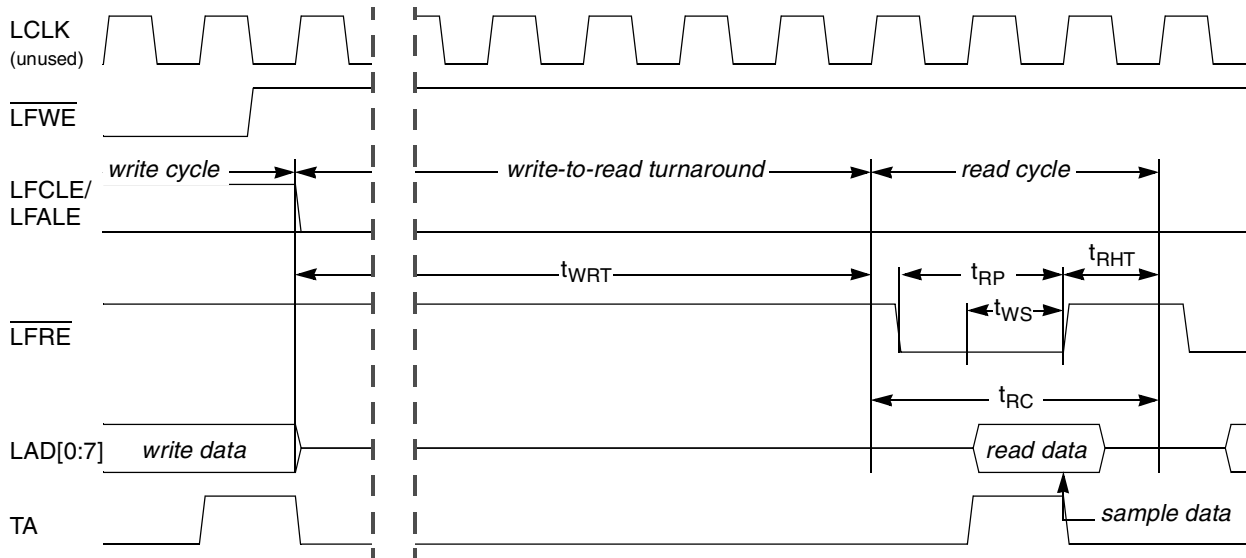 LCLK
(unused)
LFWE
write cycle
write-to-read turnaround
read cycle
LFCLE/
LFALE
tWRT
tRP
tRHT
tWS
LFRE
tRC
LAD[0:7]
write data
read data
TA
sample data